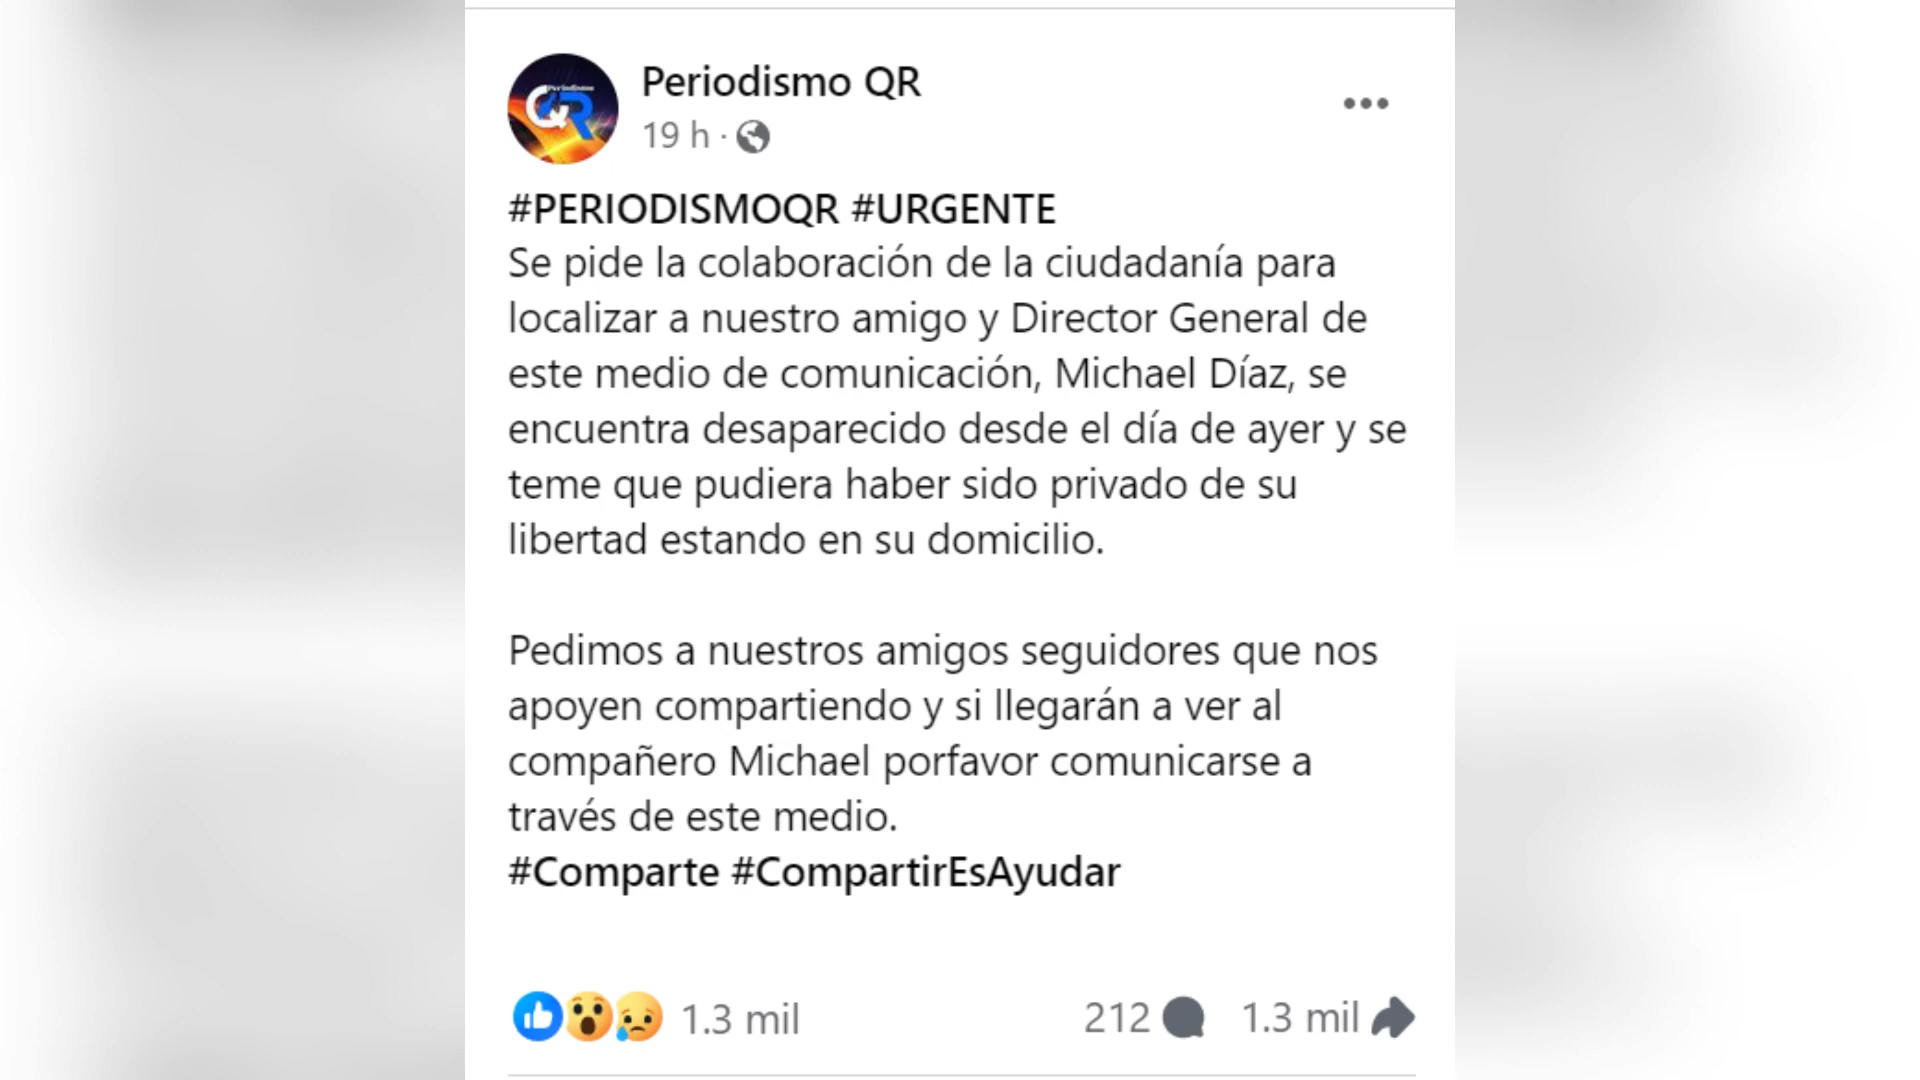 Periodismo
QR
Periodismo QR
19 h ·
#PERIODISMOQR #URGENTE
Se pide la colaboración de la ciudadanía para
localizar a nuestro amigo y Director General de
este medio de comunicación, Michael Díaz, se
encuentra desaparecido desde el día de ayer y se
teme que pudiera haber sido privado de su
libertad estando en su domicilio.
Pedimos a nuestros amigos seguidores que nos
apoyen compartiendo y si llegarán a ver al
compañero Michael porfavor comunicarse a
través de este medio.
#Comparte #CompartirEsAyudar
1.3 mil 212 1.3 mil